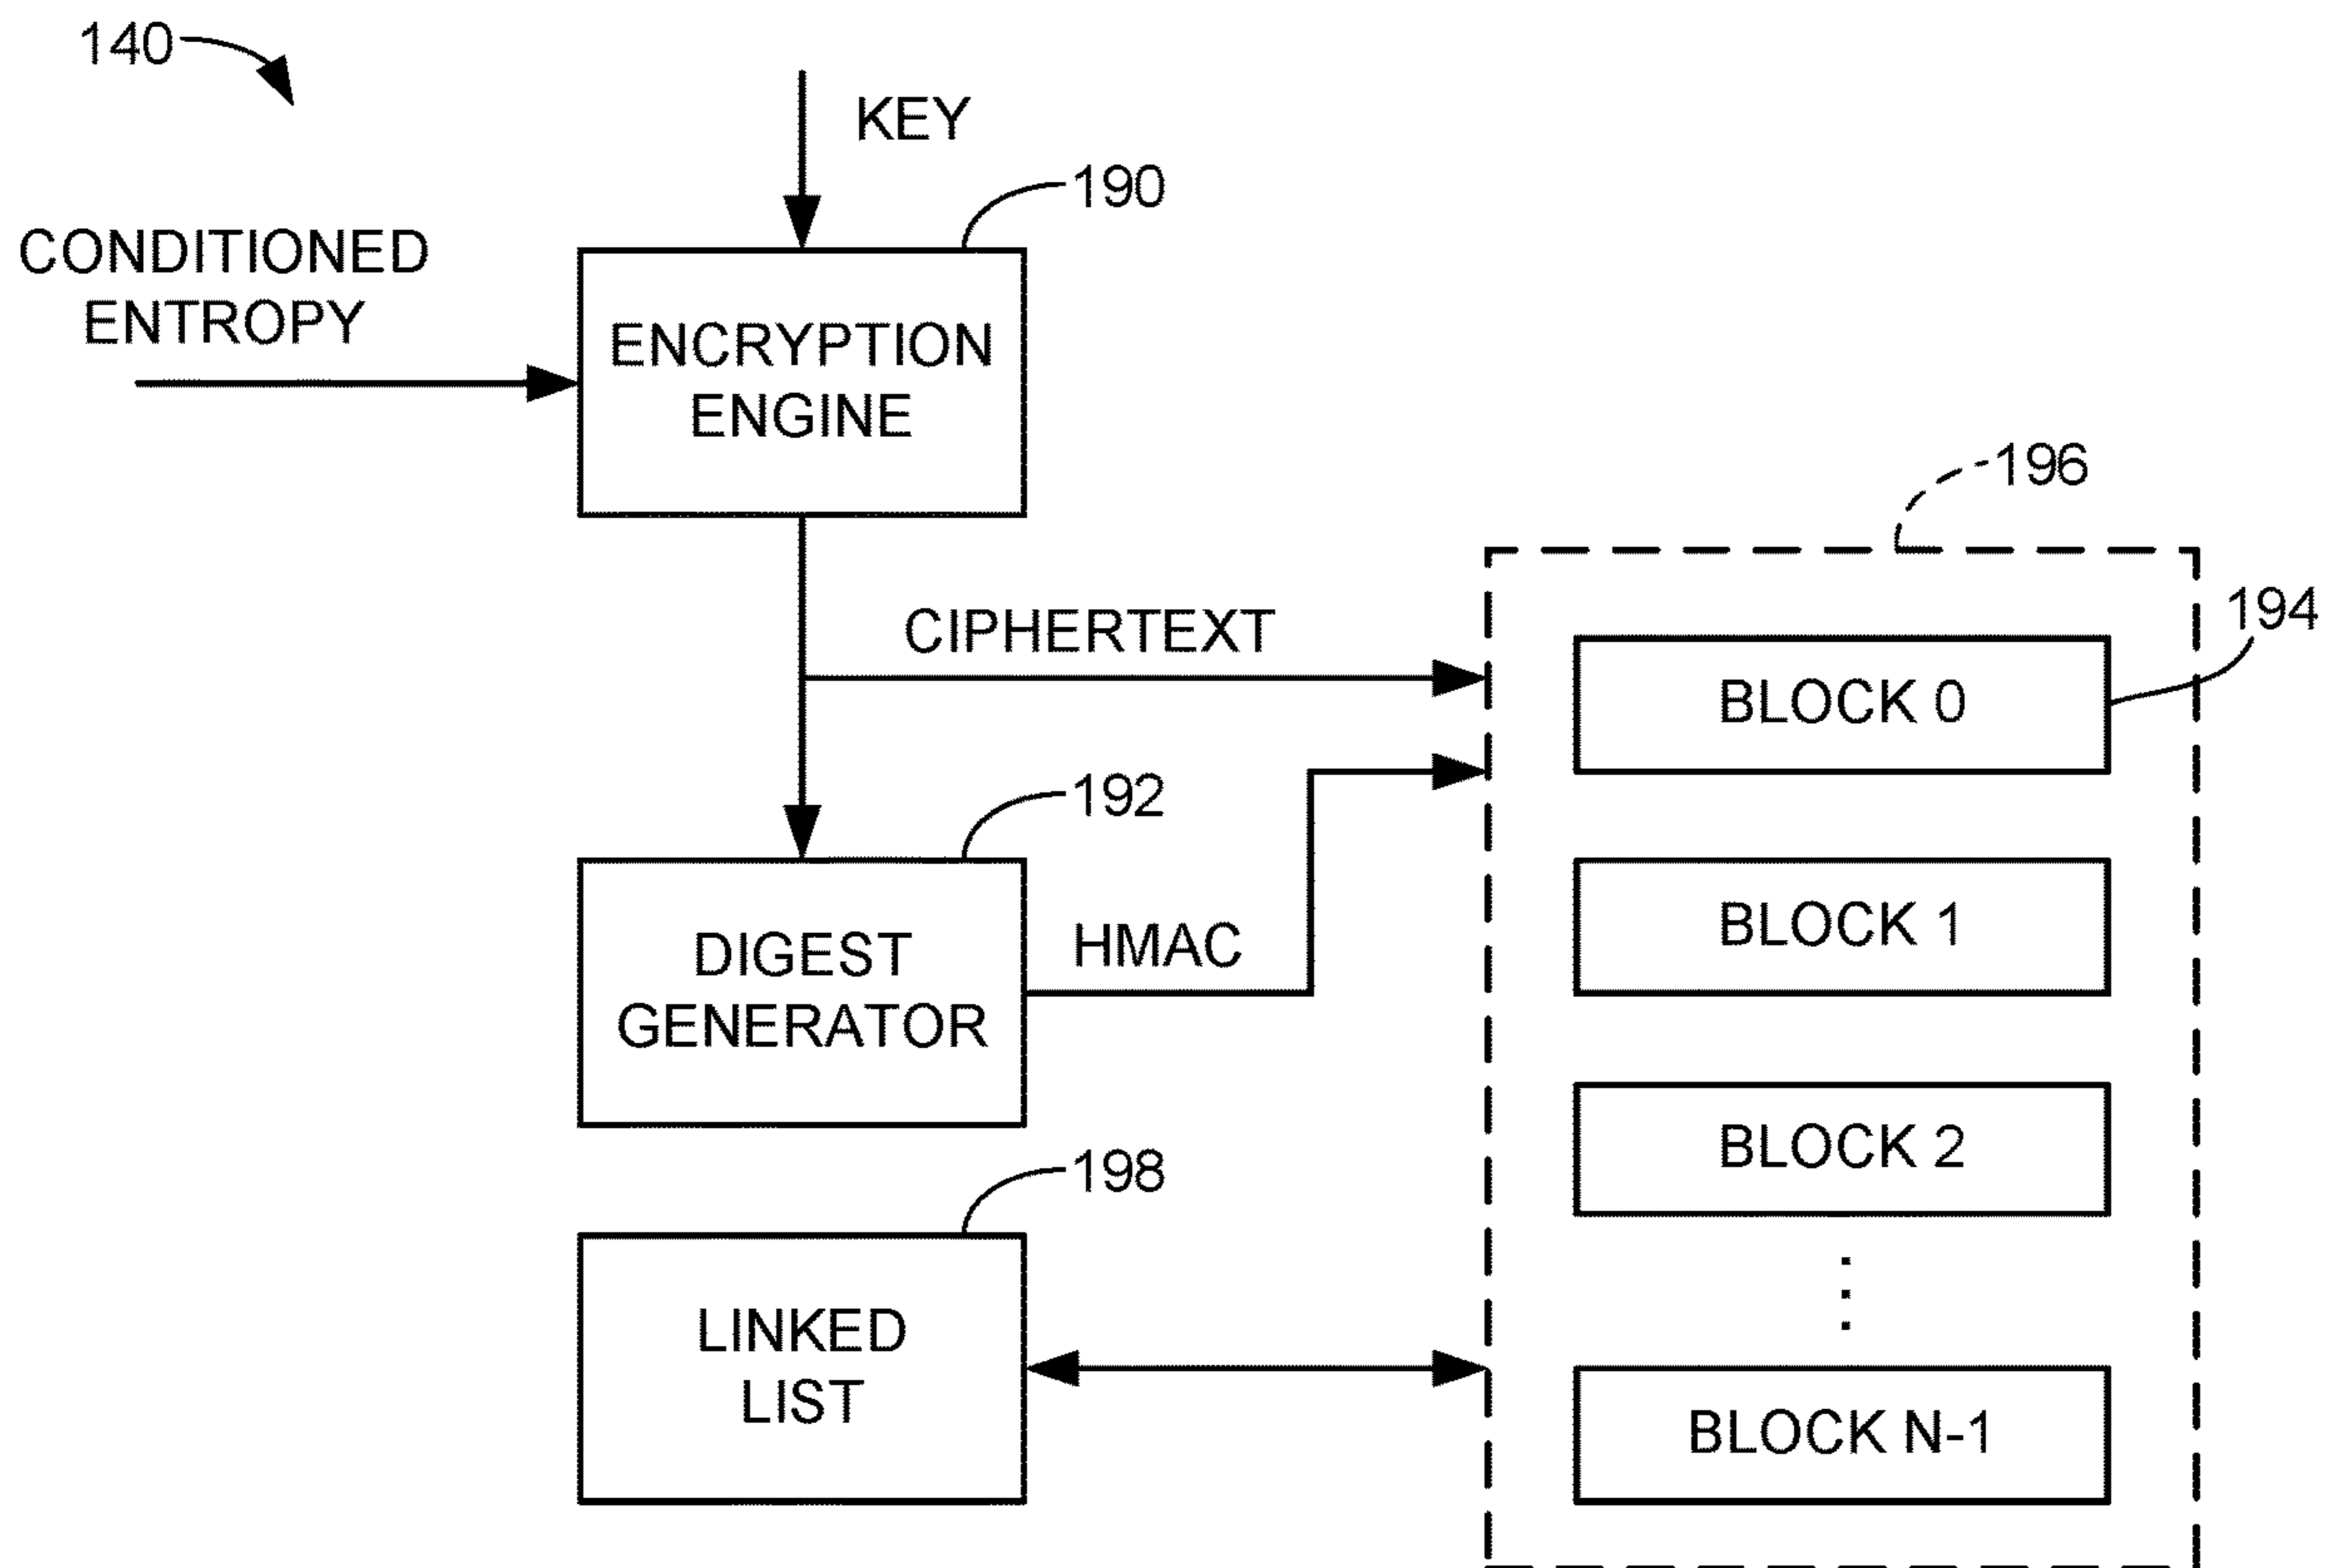 140
KEY
190
CONDITIONED
ENTROPY
ENCRYPTION
ENGINE
196
194
CIPHERTEXT
BLOCK 0
192
DIGEST
GENERATOR
HMAC
BLOCK 1
198
BLOCK 2
LINKED
LIST
BLOCK N-1